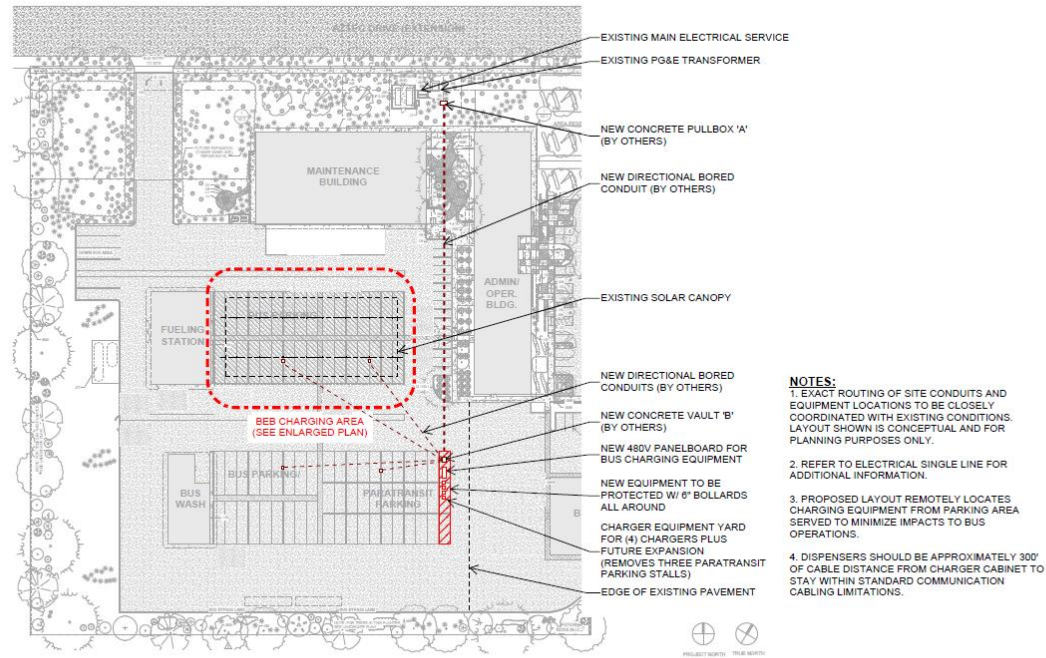 AZTEC DRIVE (EXTENSION)
EXISTING MAIN ELECTRICAL SERVICE
EXISTING PG&E TRANSFORMER
NEW CONCRETE PULLBOX 'A'
(BY OTHERS)
NEW DIRECTIONAL BORED
CONDUIT (BY OTHERS)
MAINTENANCE
BUILDING
ADMIN/
OPER.
BLDG.
EXISTING SOLAR CANOPY
BUS PARKING
FUELING
STATION
BEB CHARGING AREA
(SEE ENLARGED PLAN)
NEW DIRECTIONAL BORED
CONDUITS (BY OTHERS)
NEW CONCRETE VAULT 'B'
(BY OTHERS)
NEW 480V PANELBOARD FOR
BUS CHARGING EQUIPMENT
BUS PARKING/
BUS
WASH
PARATRANSIT
PARKING
NEW EQUIPMENT TO BE
PROTECTED W/ 6" BOLLARDS
ALL AROUND
CHARGER EQUIPMENT YARD
FOR (4) CHARGERS PLUS
FUTURE EXPANSION
(REMOVES THREE PARATRANSIT
PARKING STALLS)
EDGE OF EXISTING PAVEMENT
B
NOTES:
1. EXACT ROUTING OF SITE CONDUITS AND
EQUIPMENT LOCATIONS TO BE CLOSELY
COORDINATED WITH EXISTING CONDITIONS.
LAYOUT SHOWN IS CONCEPTUAL AND FOR
PLANNING PURPOSES ONLY.
2. REFER TO ELECTRICAL SINGLE LINE FOR
ADDITIONAL INFORMATION.
3. PROPOSED LAYOUT REMOTELY LOCATES
CHARGING EQUIPMENT FROM PARKING AREA
SERVED TO MINIMIZE IMPACTS TO BUS
OPERATIONS.
4. DISPENSERS SHOULD BE APPROXIMATELY 300'
OF CABLE DISTANCE FROM CHARGER CABINET TO
STAY WITHIN STANDARD COMMUNICATION
CABLING LIMITATIONS.
PROJECT NORTH
TRUE NORTH